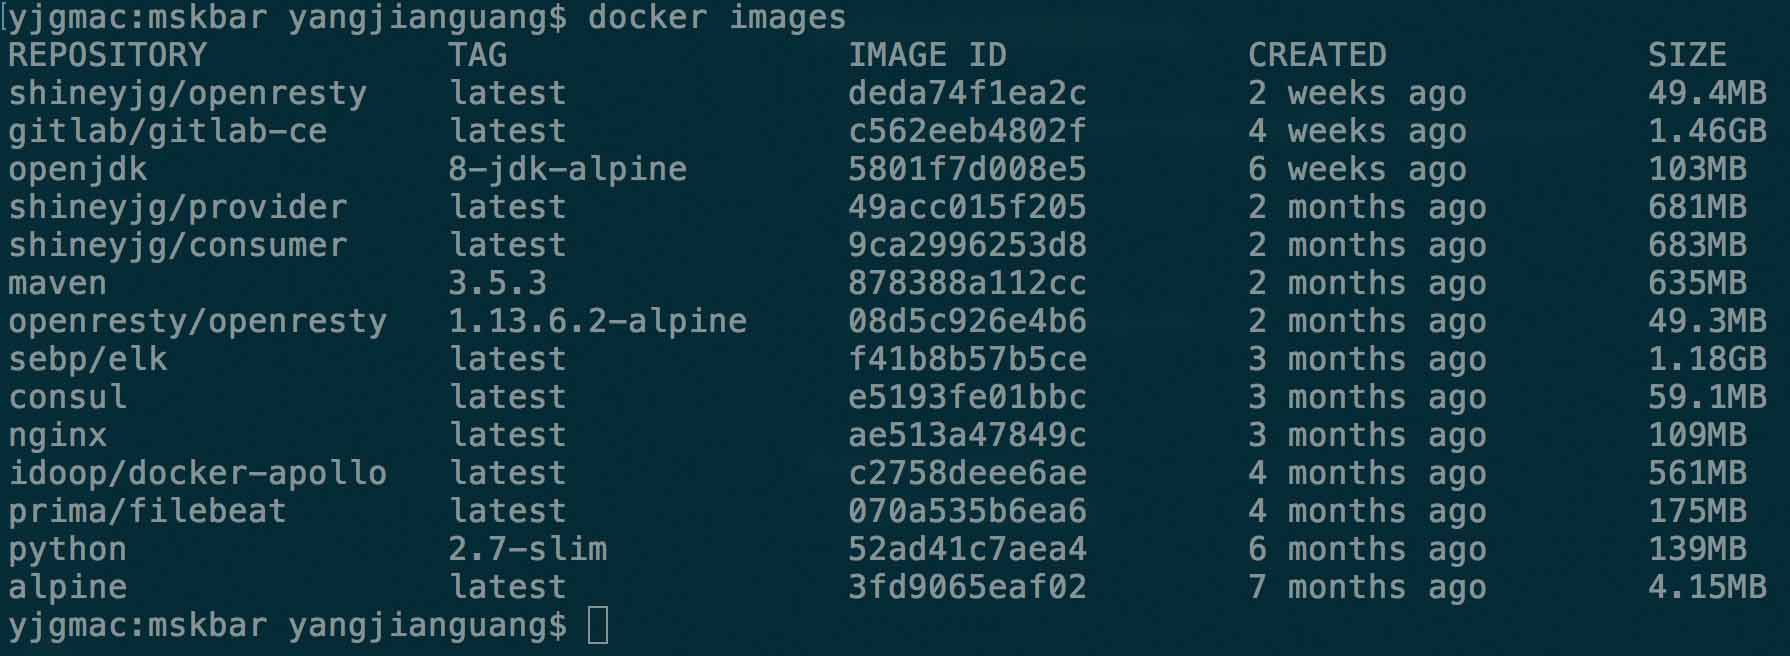 yjgmac:mskbar yangjianguang$ docker images
REPOSITORY TAG IMAGE ID CREATED SIZE
shineyjg/openresty latest deda74f1ea2c 2 weeks ago 49.4MB
gitlab/gitlab-ce latest c562eeb4802f 4 weeks ago 1.46GB
openjdk 8-jdk-alpine 5801f7d008e5 6 weeks ago 103MB
shineyjg/provider latest 49acc015f205 2 months ago 681MB
shineyjg/consumer latest 9ca2996253d8 2 months ago 683MB
maven 3.5.3 878388a112cc 2 months ago 635MB
openresty/openresty 1.13.6.2-alpine 08d5c926e4b6 2 months ago 49.3MB
sebp/elk latest f41b8b57b5ce 3 months ago 1.18GB
consul latest e5193fe01bbc 3 months ago 59.1MB
nginx latest ae513a47849c 3 months ago 109MB
idoop/docker-apollo latest c2758deee6ae 4 months ago 561MB
prima/filebeat latest 070a535b6ea6 4 months ago 175MB
python 2.7-slim 52ad41c7aea4 6 months ago 139MB
alpine latest 3fd9065eaf02 7 months ago 4.15MB
yjgmac:mskbar yangjianguang$